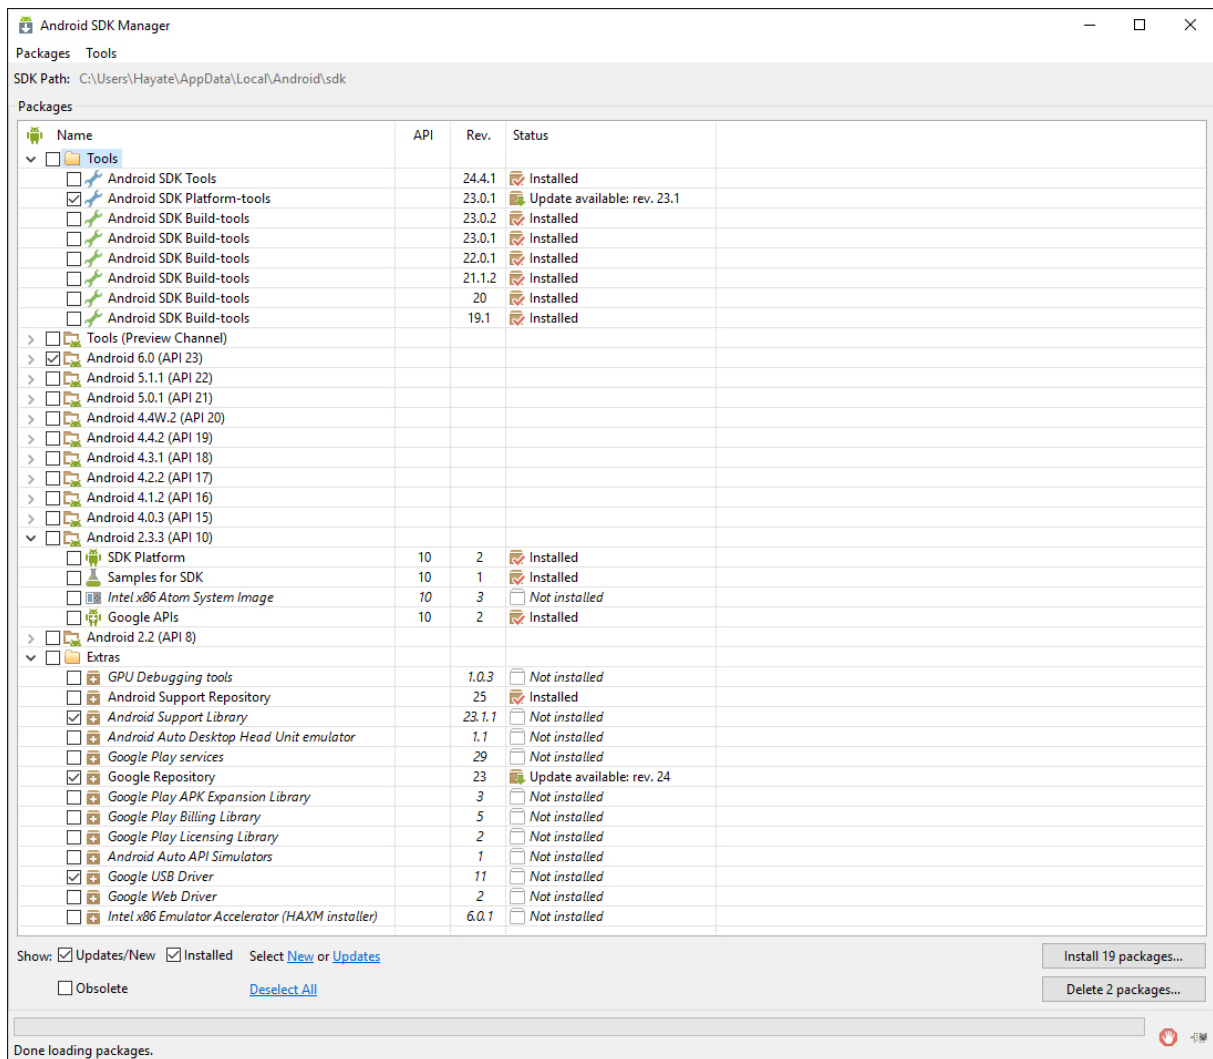 Android SDK Manager
Packages Tools
SDK Path: C:\Users\Hayate\AppData\Local\Android\sdk
Packages
Name API Rev. Status
Tools
Android SDK Tools 24.4.1 Installed
Android SDK Platform-tools 23.0.1 Update available: rev. 23.1
Android SDK Build-tools 23.0.2 Installed
Android SDK Build-tools 23.0.1 Installed
Android SDK Build-tools 22.0.1 Installed
Android SDK Build-tools 21.1.2 Installed
Android SDK Build-tools 20 Installed
Android SDK Build-tools 19.1 Installed
Tools (Preview Channel)
Android 6.0 (API 23)
Android 5.1.1 (API 22)
Android 5.0.1 (API 21)
Android 4.4W.2 (API 20)
Android 4.4.2 (API 19)
Android 4.3.1 (API 18)
Android 4.2.2 (API 17)
Android 4.1.2 (API 16)
Android 4.0.3 (API 15)
Android 2.3.3 (API 10)
SDK Platform 10 2 Installed
Samples for SDK 10 1 Installed
Intel x86 Atom System Image 10 3 Not installed
Google APIs 10 2 Installed
Android 2.2 (API 8)
Extras
GPU Debugging tools 1.0.3 Not installed
Android Support Repository 25 Installed
Android Support Library 23.1.1 Not installed
Android Auto Desktop Head Unit emulator 1.1 Not installed
Google Play services 29 Not installed
Google Repository 23 Update available: rev. 24
Google Play APK Expansion Library 3 Not installed
Google Play Billing Library 5 Not installed
Google Play Licensing Library 2 Not installed
Android Auto API Simulators 1 Not installed
Google USB Driver 11 Not installed
Google Web Driver 2 Not installed
Intel x86 Emulator Accelerator (HAXM installer) 6.0.1 Not installed
Show: Updates/New Installed Select New or Updates Install 19 packages...
Obsolete Deselect All Delete 2 packages...
Done loading packages.